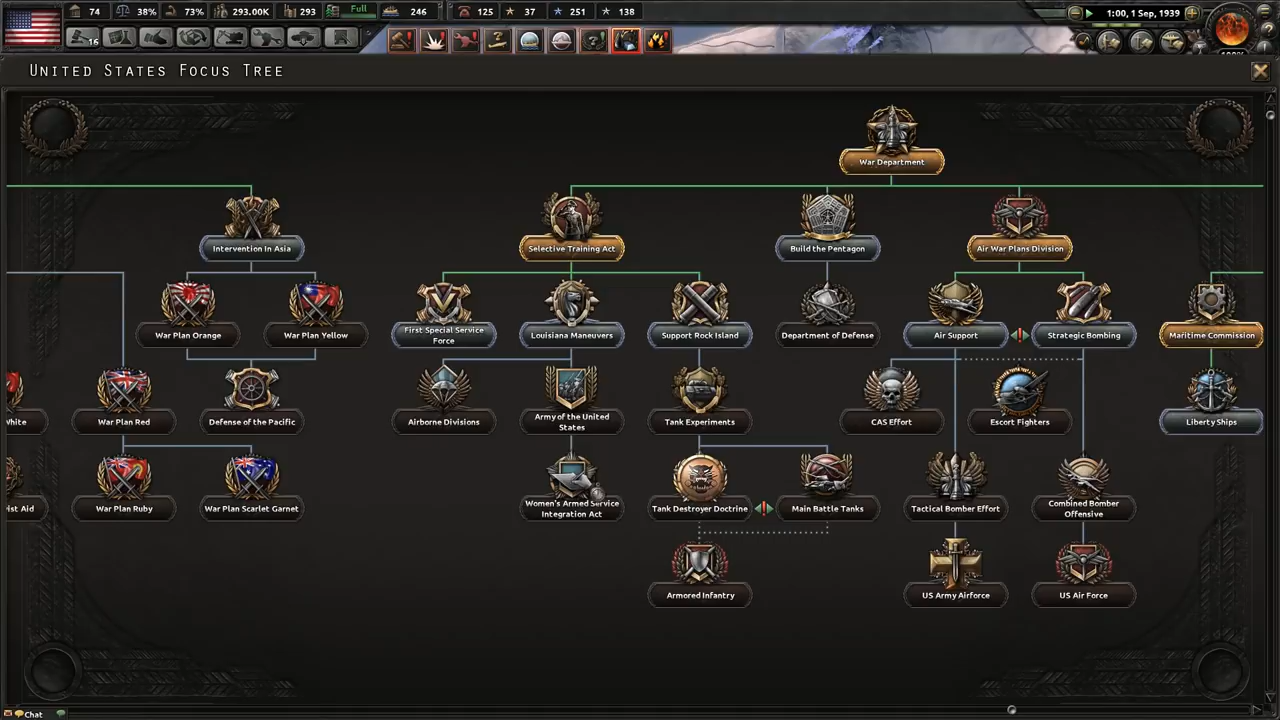 74
38%
73%
293.00K
293
Full
246
125
37
251
138
1:00, 1 Sep, 1939
16
100%
United States Focus Tree
War Department
Intervention In Asia
Selective Training Act
Build the Pentagon
Air War Plans Division
War Plan Orange
War Plan Yellow
First Special Service
Force
Louisiana Maneuvers
Support Rock Island
Department of Defense
Air Support
Strategic Bombing
Maritime Commission
White
War Plan Red
Defense of the Pacific
Airborne Divisions
Army of the United
States
Tank Experiments
CAS Effort
Escort Fighters
Liberty Ships
ist Aid
War Plan Ruby
War Plan Scarlet Garnet
Women's Armed Service
Integration Act
Tank Destroyer Doctrine
Main Battle Tanks
Tactical Bomber Effort
Combined Bomber
Offensive
Armored Infantry
US Army Airforce
US Air Force
Chat